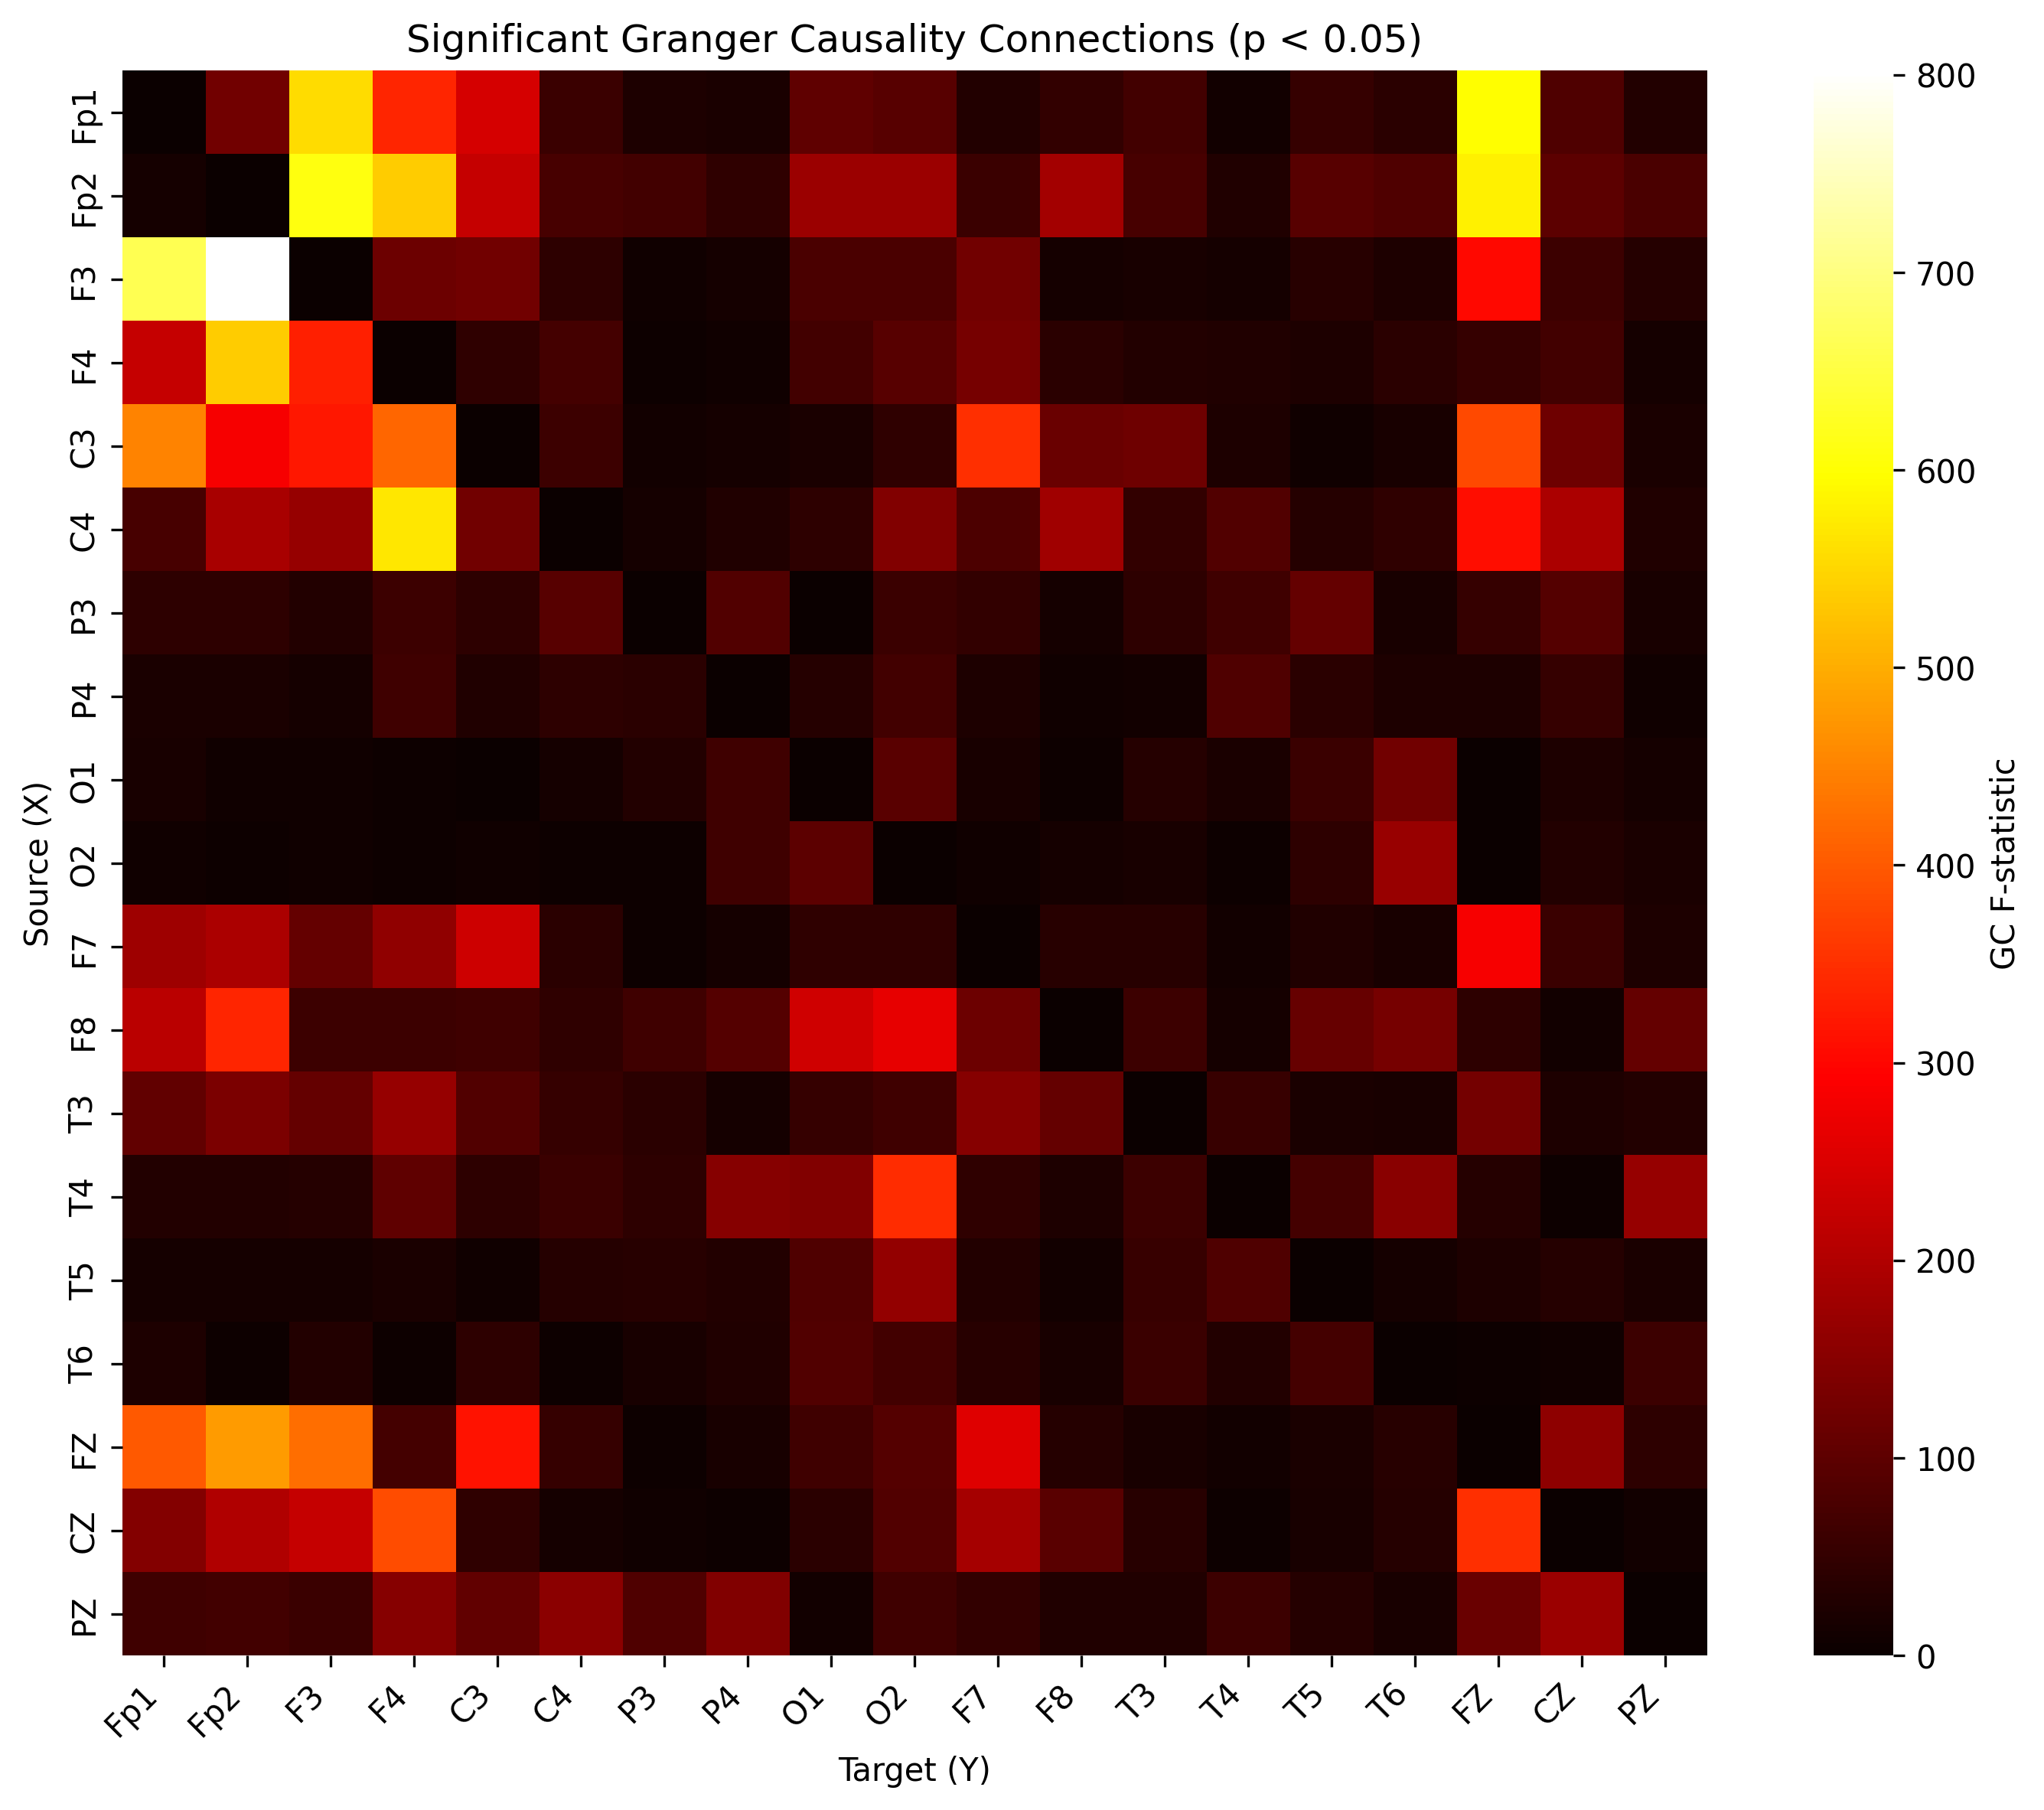 Significant Granger Causality Connections (p < 0.05)
Source (X)
Fp1
Fp2
F3
F4
C3
C4
P3
P4
O1
O2
F7
F8
T3
T4
T5
T6
FZ
CZ
PZ
Fp1 Fp2 F3 F4 C3 C4 P3 P4 O1 O2 F7 F8 T3 T4 T5 T6 FZ CZ PZ
Target (Y)
800
700
600
500
400
300
200
100
0
GC F-statistic